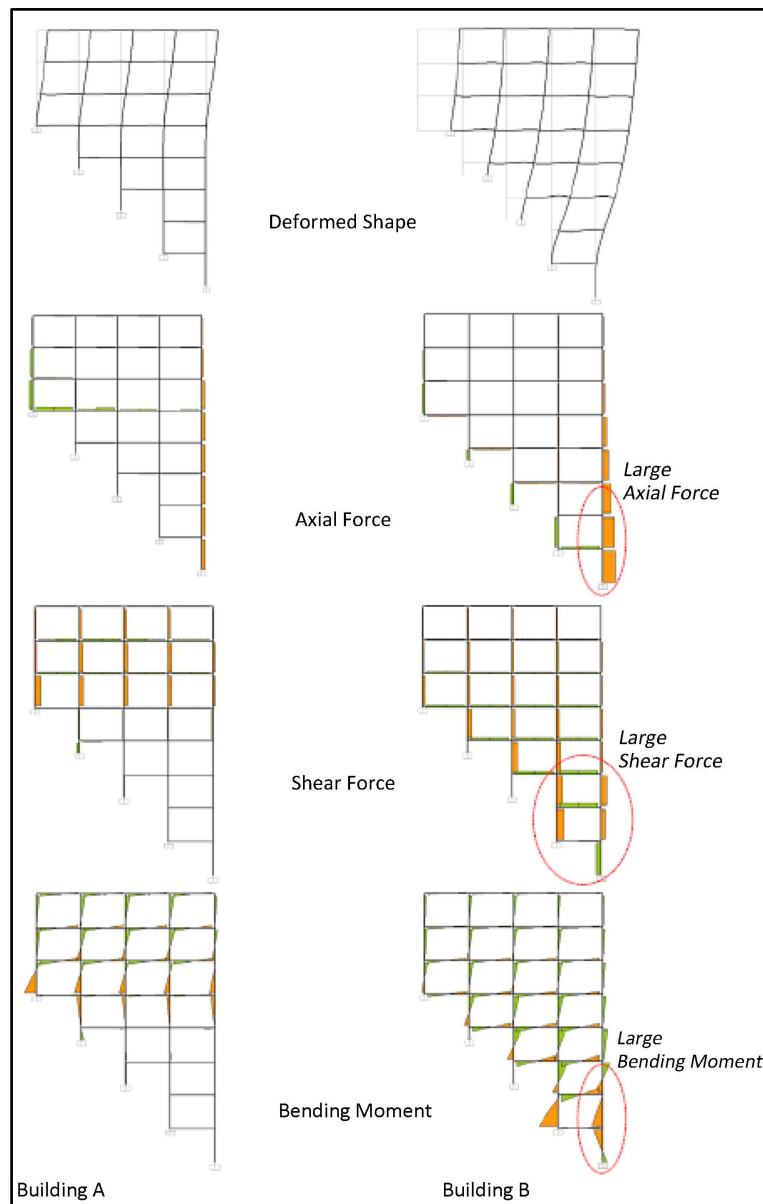 Deformed Shape
Large
Axial Force
Axial Force
Large
Shear Force
Shear Force
Large
Bending Moment
Bending Moment
Building A
Building B